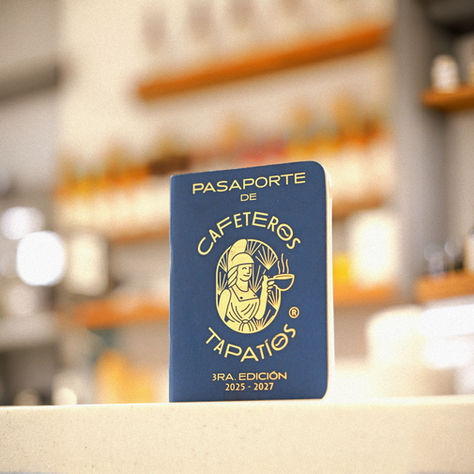 PASAPORTE
DE
CAFETEROS
TAPATÍOS ®
3RA. EDICIÓN
2025 - 2027